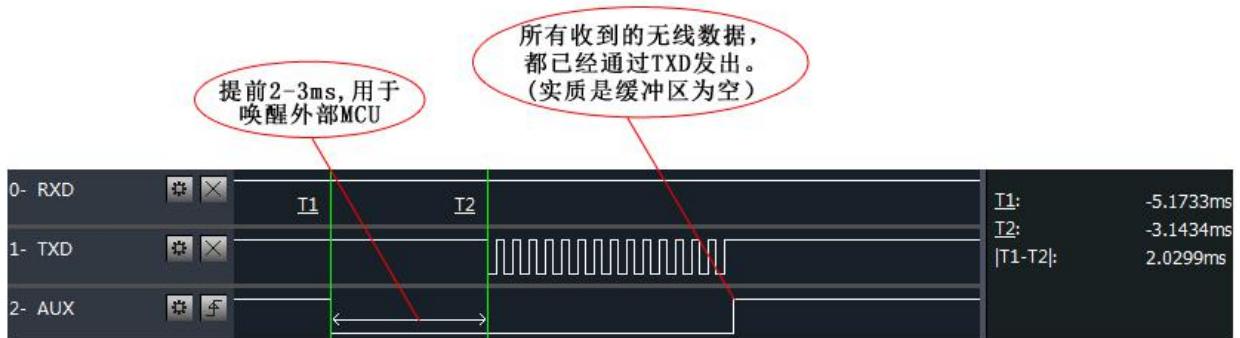 所有收到的无线数据，
都已经通过TXD发出。
(实质是缓冲区为空)
提前2-3ms,用于
唤醒外部MCU
0- RXD
T1
T2
1- TXD
2- AUX
T1: -5.1733ms
T2: -3.1434ms
|T1-T2|: 2.0299ms